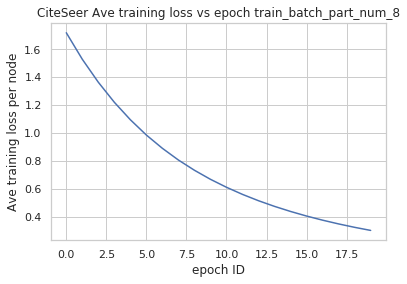 CiteSeer Ave training loss vs epoch train_batch_part_num_8
Ave training loss per node
1.6
1.4
1.2
1.0
0.8
0.6
0.4
0.0 2.5 5.0 7.5 10.0 12.5 15.0 17.5
epoch ID